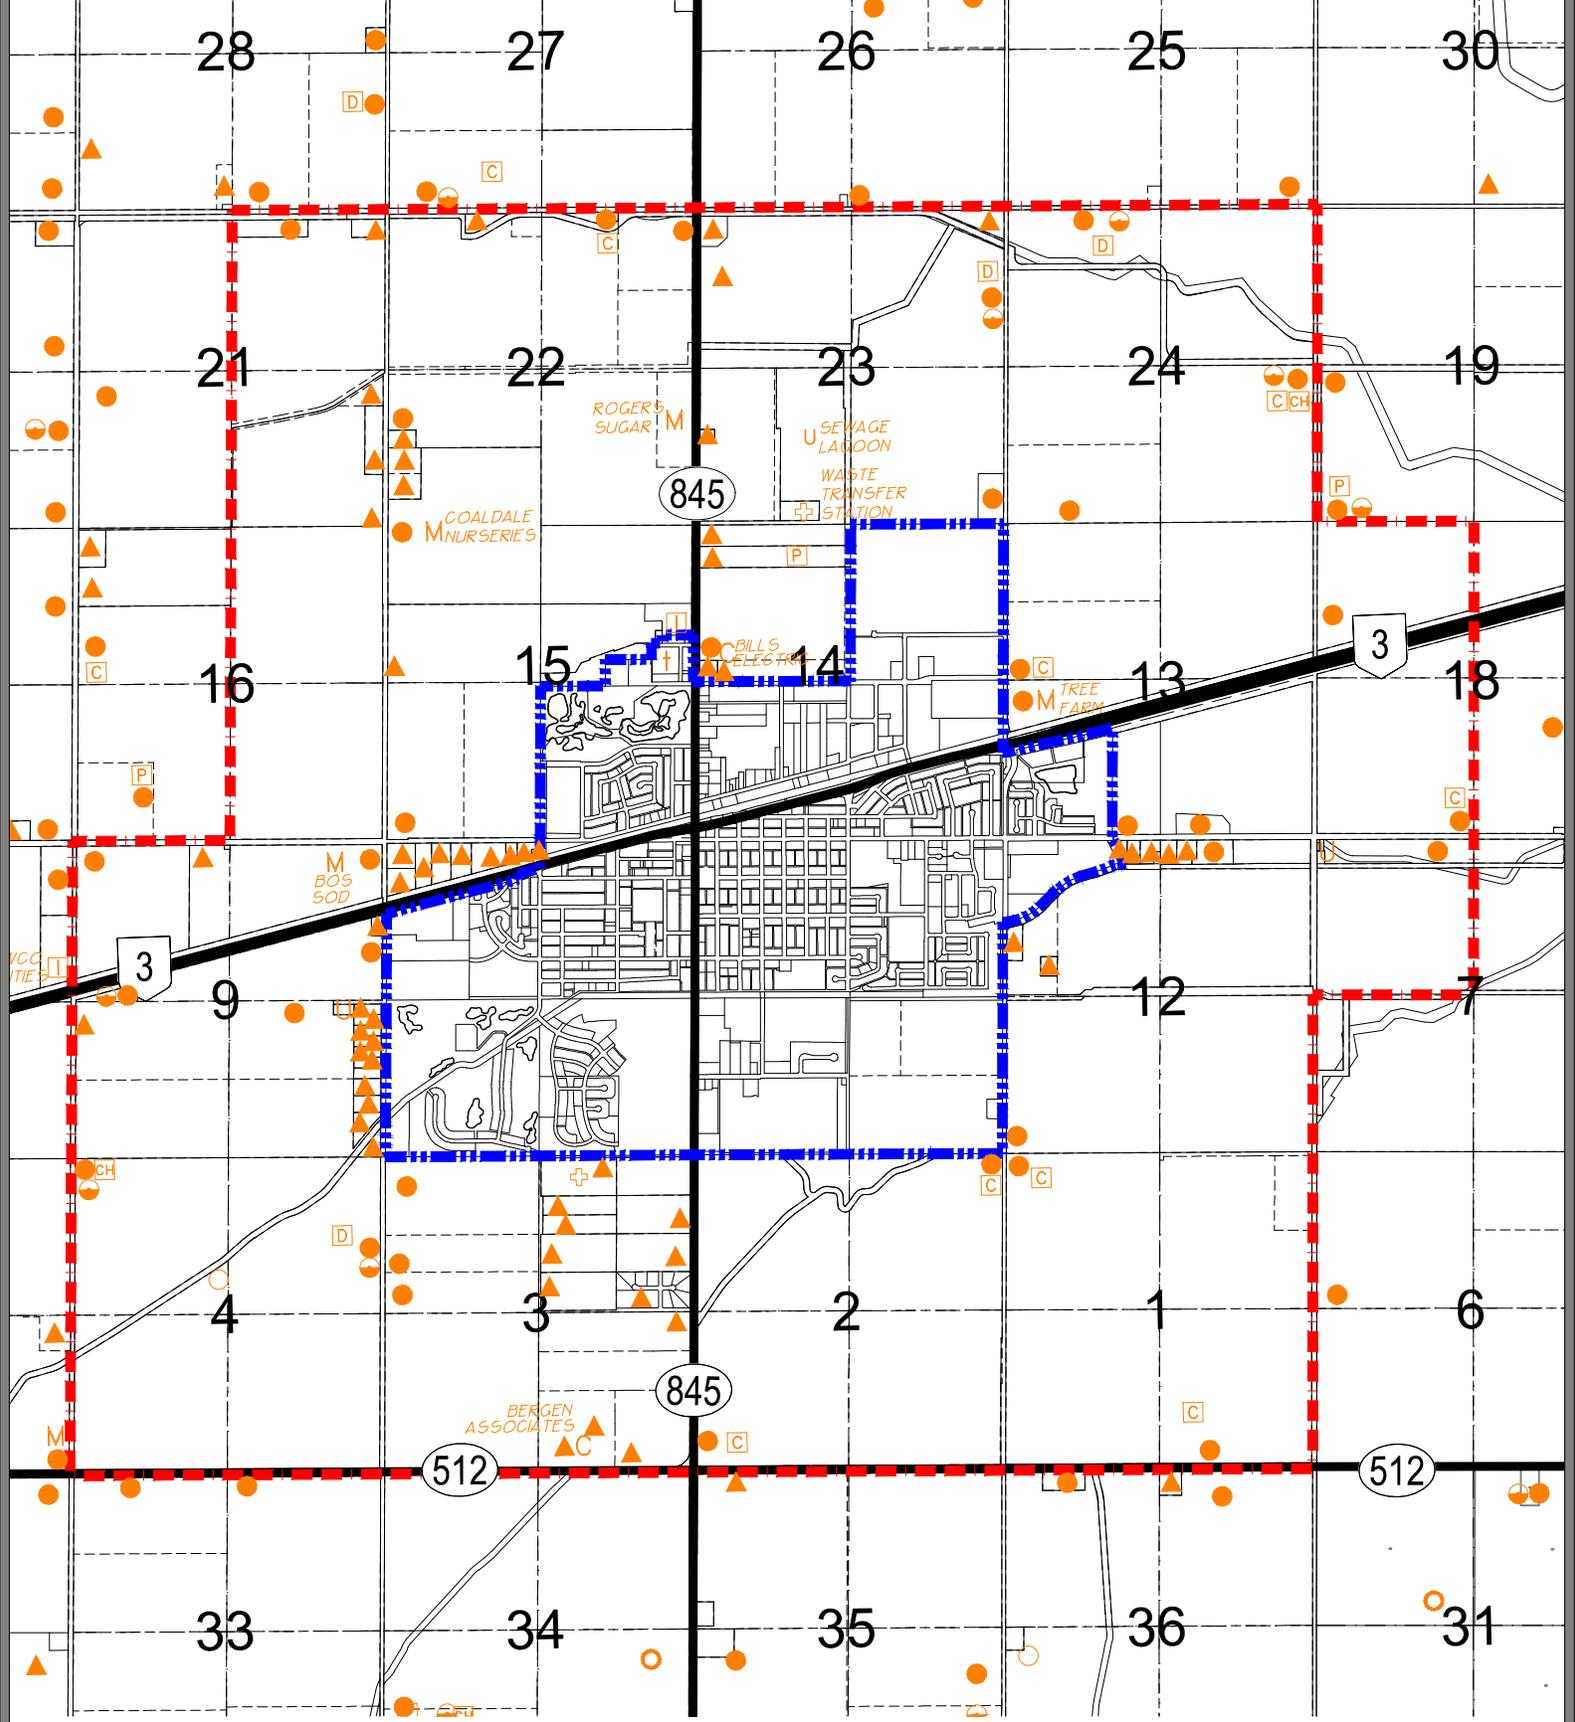 28 27 26 25 30
D
C
C D
D
21 22 23 24 19
C CH
ROGERS
SUGAR M
U SEWAGE
LAGOON
WASTE
TRANSFER
STATION
845
P
COALDALE
M NURSERIES
P
I
BILLS
C ELECTRIC
3
C
C
16 15 14 13 18
M TREE
FARM
P
C
M
BOS
SOD
U
ITIES I
3
9 12 7
U
CH
C C
D
4 3 2 1 6
845
C
BERGEN
ASSOCIATES
C
C
M
512 512
33 34 35 36 31
CH